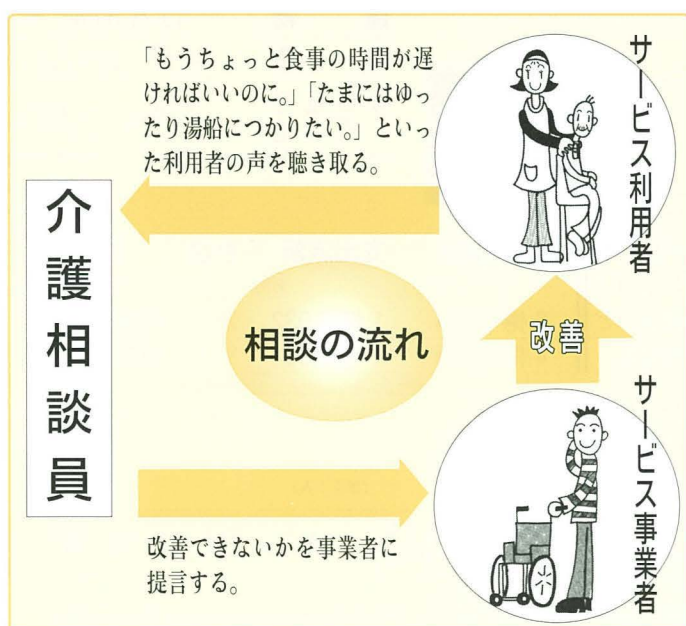 「もうちょっと食事の時間が遅
ければいいのに。」「たまにはゆっ
たり湯船につかりたい。」といっ
た利用者の声を聴き取る。
サービス利用者
介護相談員
相談の流れ
改善
サービス事業者
改善できないかを事業者に
提言する。